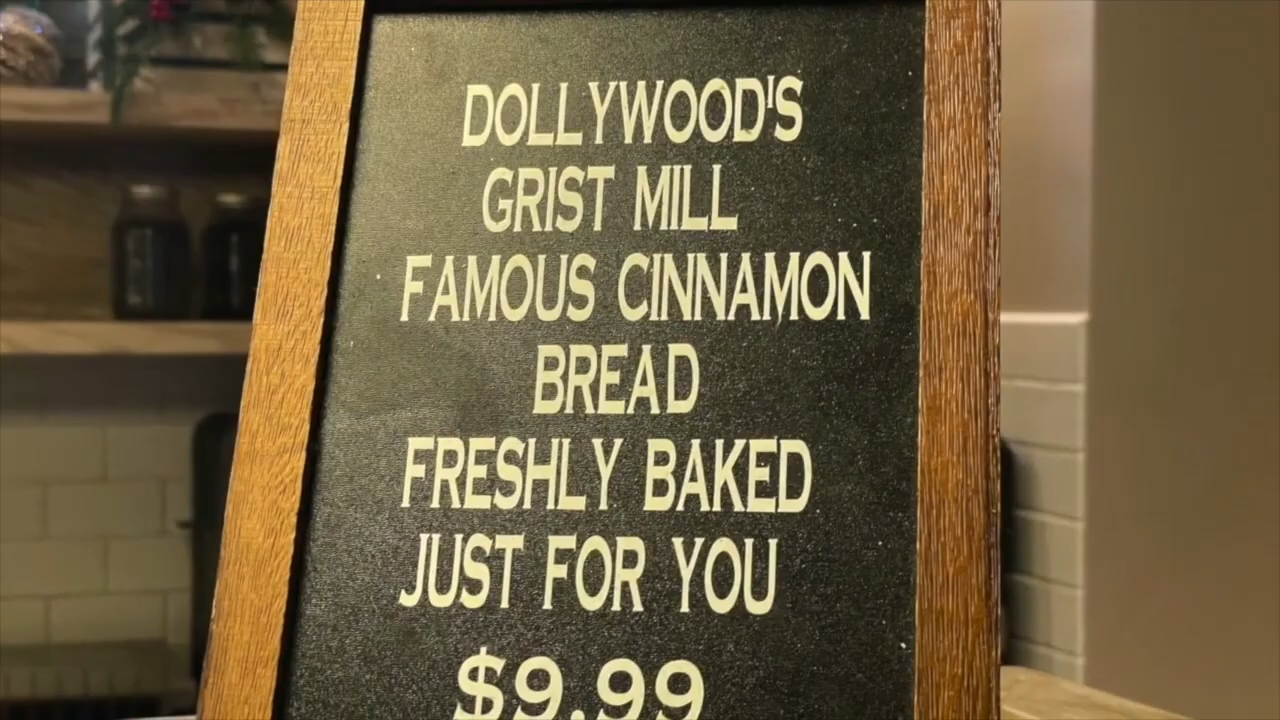 DOLLYWOOD'S
GRIST MILL
FAMOUS CINNAMON
BREAD
FRESHLY BAKED
JUST FOR YOU
$9.99